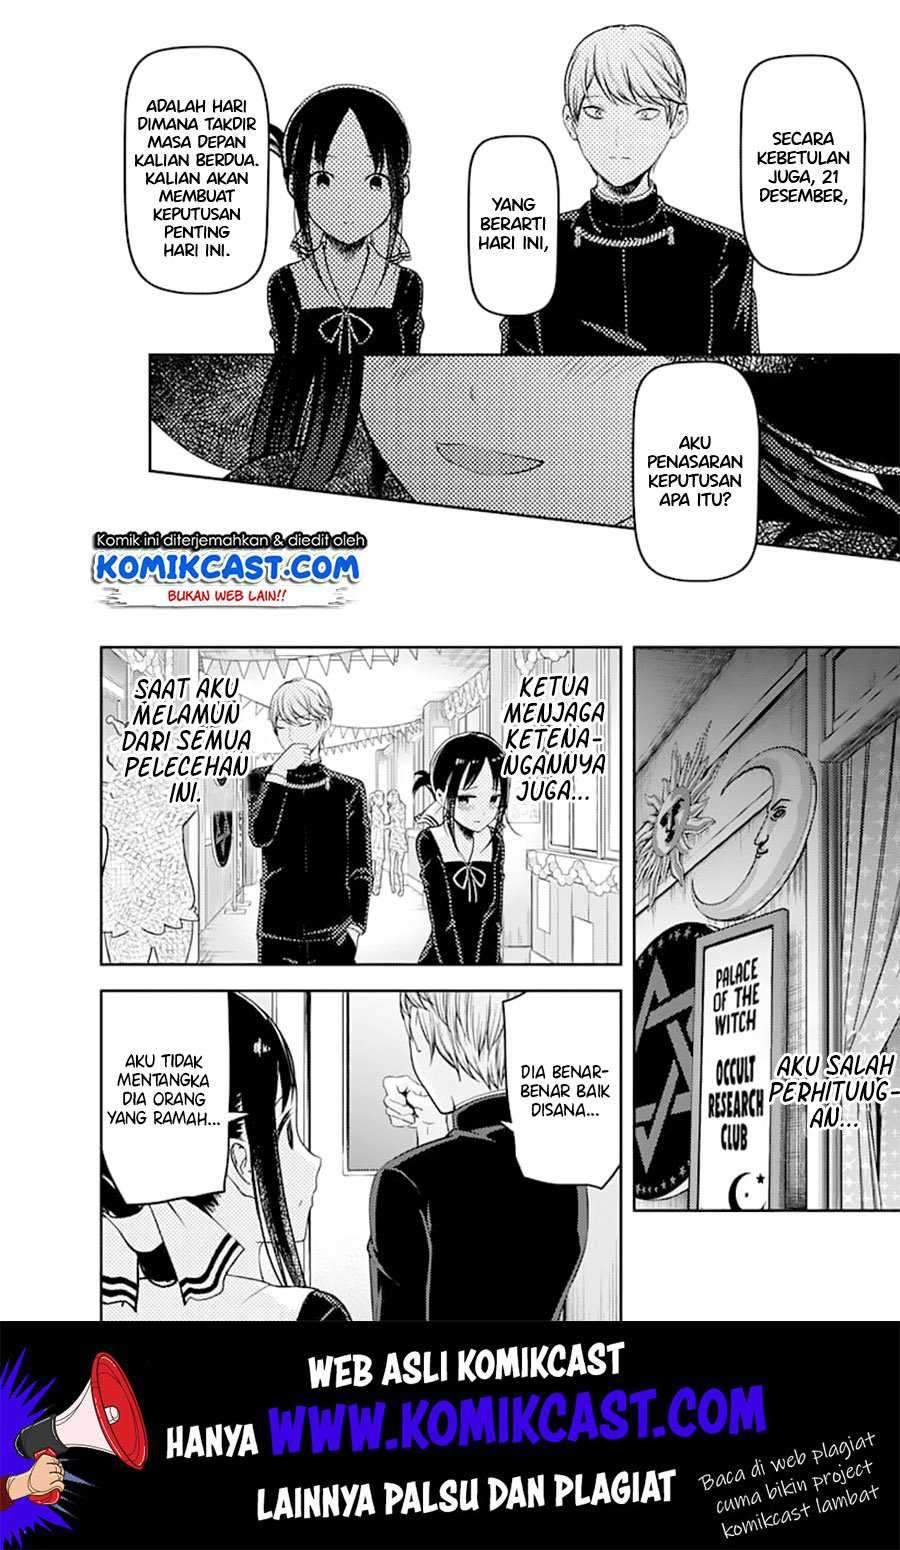 SECARA
KEBETULAN
JUGA, 21
DESEMBER,
YANG
BERARTI
HARI INI,
ADALAH HARI
DIMANA TAKDIR
MASA DEPAN
KALIAN BERDUA.
KALIAN AKAN
MEMBUAT
KEPUTUSAN
PENTING
HARI INI.
AKU
PENASARAN
KEPUTUSAN
APA ITU?
Komik ini diterjemahkan & diedit oleh
KOMIKCAST.COM
BUKAN WEB LAIN!!
PALACE
OF THE
WITCH
OCCULT
RESEARCH
CLUB
AKU SALAH
PERHITUNG-
AN...
KETUA
MENJAGA
KETENA-
NGANNYA
JUGA...
SAAT AKU
MELAMUN
DARI SEMUA
PELECEHAN
INI.
DIA BENAR-
BENAR BAIK
DISANA...
AKU TIDAK
MENTANGKA
DIA ORANG
YANG RAMAH...
WEB ASLI KOMIKCAST
HANYA WWW.KOMIKCAST.COM
LAINNYA PALSU DAN PLAGIAT
Baca di web plagiat
cuma bikin project
komikcast lambat